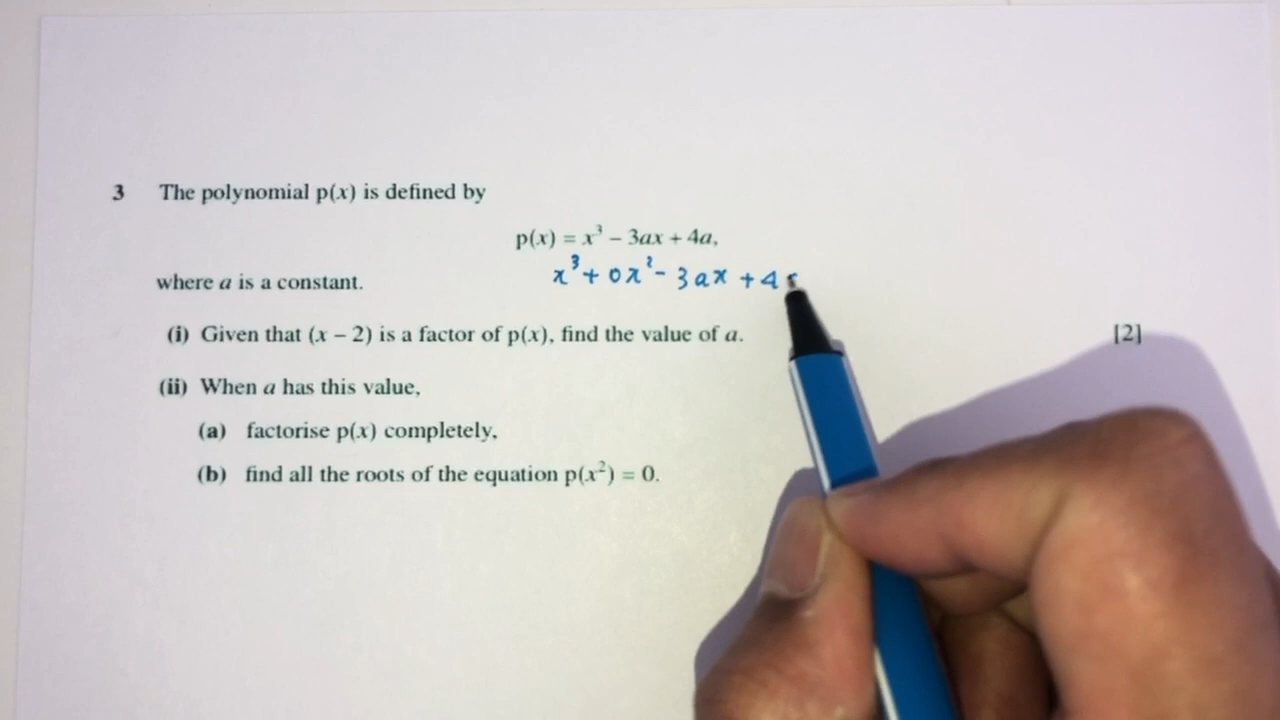 3 The polynomial p(x) is defined by
p(x) = x³ – 3ax + 4a,
x³ + 0x² - 3ax + 4
where a is a constant.
(i) Given that (x – 2) is a factor of p(x), find the value of a. [2]
(ii) When a has this value,
(a) factorise p(x) completely,
(b) find all the roots of the equation p(x²) = 0.